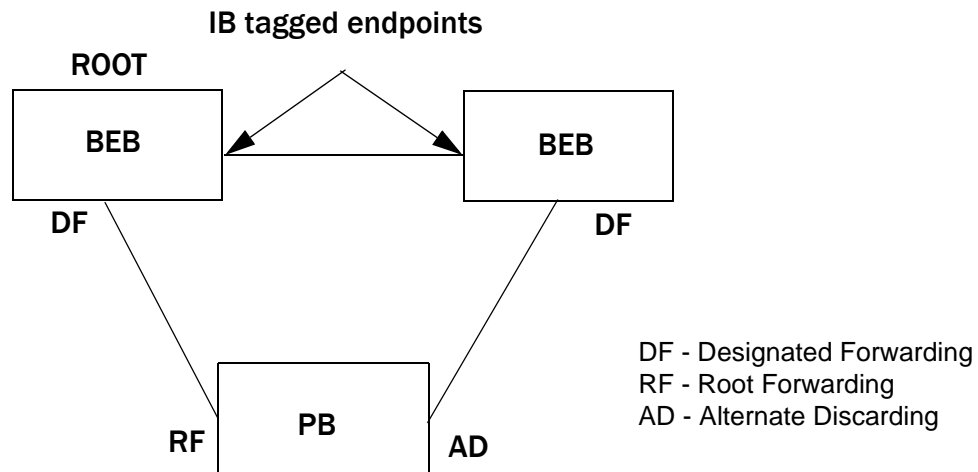 IB tagged endpoints
ROOT
BEB
BEB
DF
DF
DF - Designated Forwarding
RF - Root Forwarding
AD - Alternate Discarding
RF
PB
AD